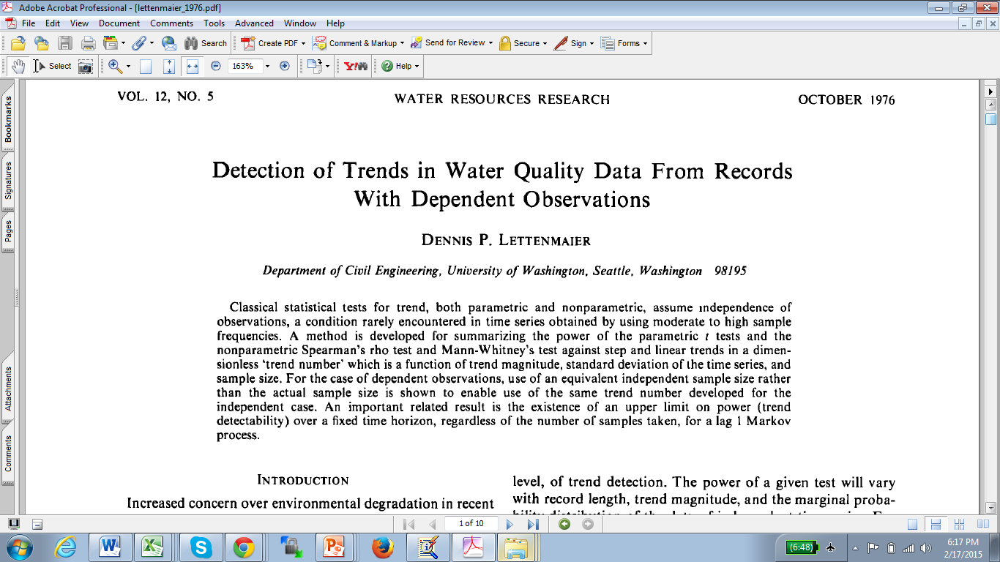 Adobe Acrobat Professional - [lettenmaier_1976.pdf]
File Edit View Document Comments Tools Advanced Window Help
Search Create PDF Comment & Markup Send for Review Secure Sign Forms
Select 163% Y! Help
Bookmarks
Signatures
Pages
Attachments
Comments
VOL. 12, NO. 5 WATER RESOURCES RESEARCH OCTOBER 1976
Detection of Trends in Water Quality Data From Records
With Dependent Observations
DENNIS P. LETTENMAIER
Department of Civil Engineering, University of Washington, Seattle, Washington 98195
Classical statistical tests for trend, both parametric and nonparametric, assume independence of
observations, a condition rarely encountered in time series obtained by using moderate to high sample
frequencies. A method is developed for summarizing the power of the parametric t tests and the
nonparametric Spearman's rho test and Mann-Whitney's test against step and linear trends in a dimen-
sionless 'trend number' which is a function of trend magnitude, standard deviation of the time series, and
sample size. For the case of dependent observations, use of an equivalent independent sample size rather
than the actual sample size is shown to enable use of the same trend number developed for the
independent case. An important related result is the existence of an upper limit on power (trend
detectability) over a fixed time horizon, regardless of the number of samples taken, for a lag 1 Markov
process.
INTRODUCTION
Increased concern over environmental degradation in recent
level, of trend detection. The power of a given test will vary
with record length, trend magnitude, and the marginal proba-
1 of 10
(6:48) 6:17 PM
2/17/2015